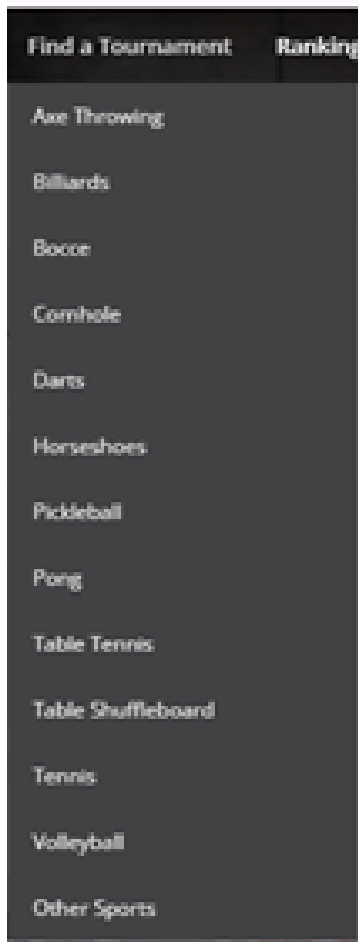 Find a Tournament Ranking
Axe Throwing
Billiards
Bocce
Cornhole
Darts
Horseshoes
Pickleball
Pong
Table Tennis
Table Shuffleboard
Tennis
Volleyball
Other Sports